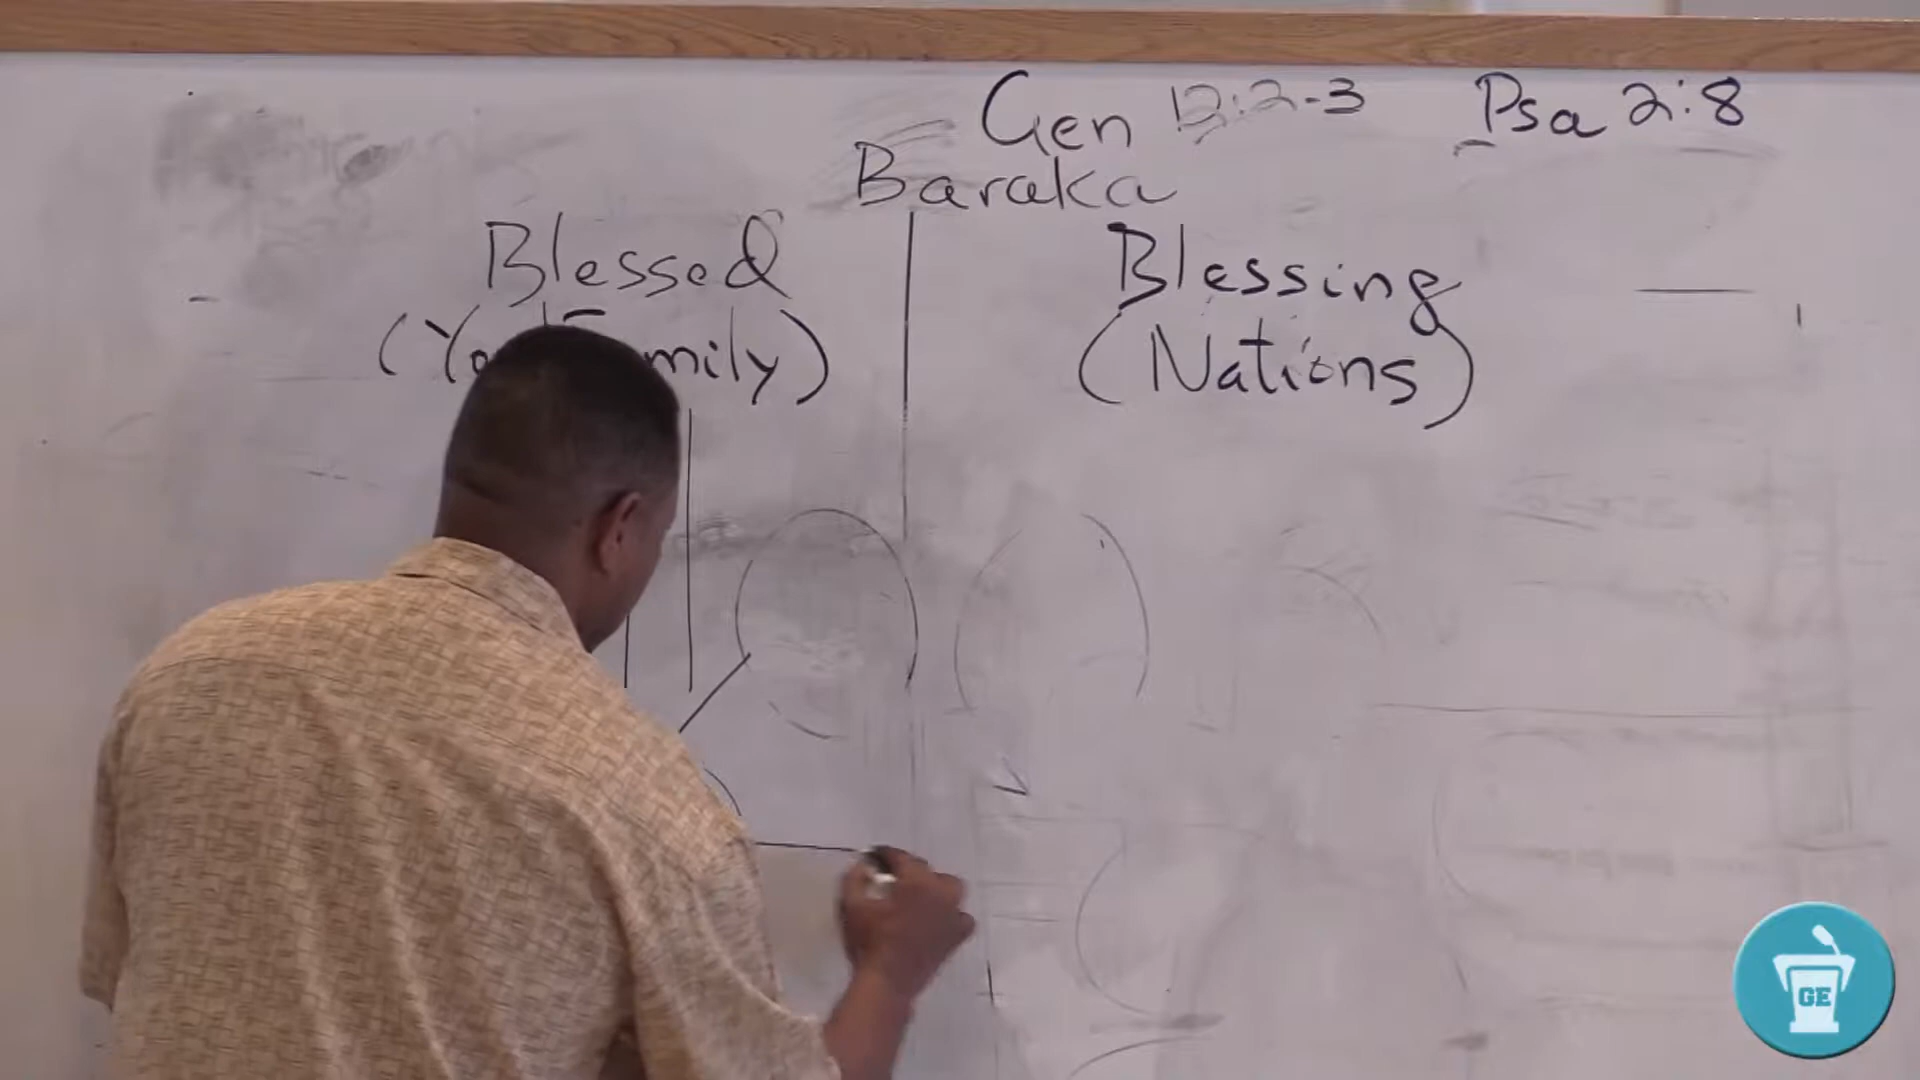 Gen 12:2-3 Psa 2:8
Baraka
Blessed
Blessing
(Nations)
GE